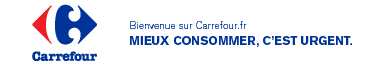 Bienvenue sur Carrefour.fr
MIEUX CONSOMMER, C'EST URGENT.
Carrefour